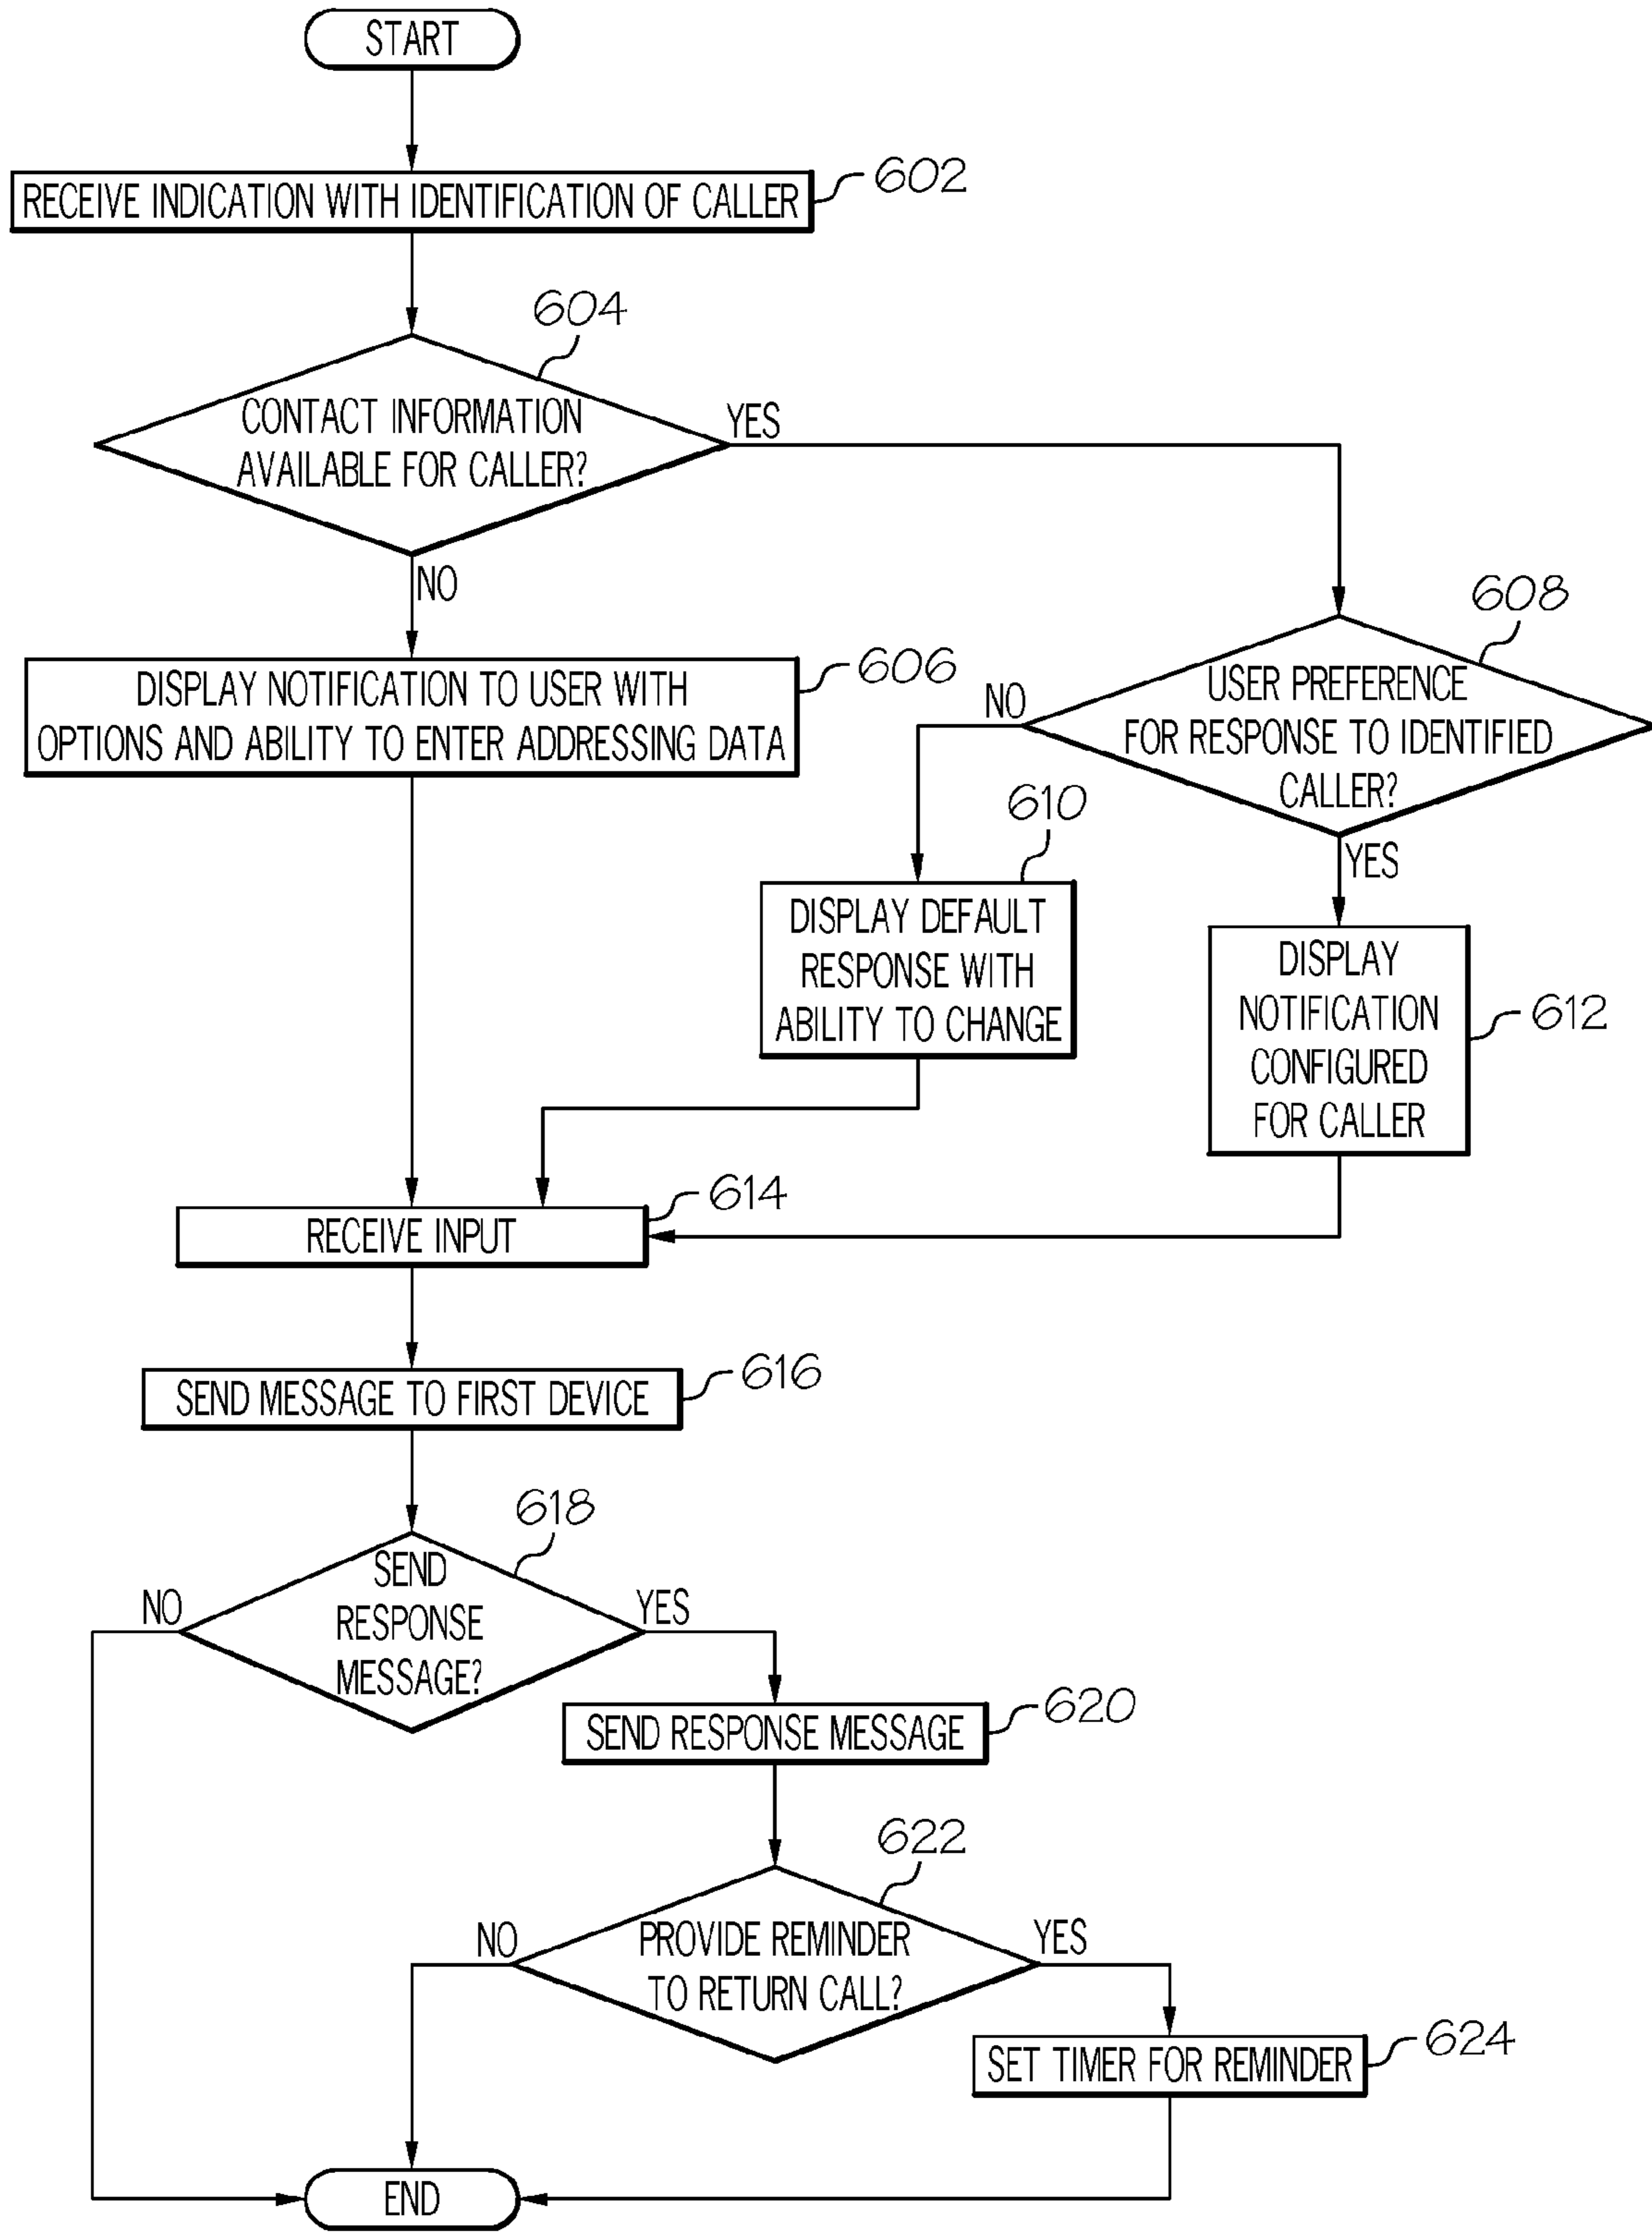 START
RECEIVE INDICATION WITH IDENTIFICATION OF CALLER
602
604
CONTACT INFORMATION
AVAILABLE FOR CALLER?
YES
NO
606
DISPLAY NOTIFICATION TO USER WITH
OPTIONS AND ABILITY TO ENTER ADDRESSING DATA
608
USER PREFERENCE
FOR RESPONSE TO IDENTIFIED
CALLER?
NO
YES
610
DISPLAY DEFAULT
RESPONSE WITH
ABILITY TO CHANGE
DISPLAY
NOTIFICATION
CONFIGURED
FOR CALLER
612
614
RECEIVE INPUT
616
SEND MESSAGE TO FIRST DEVICE
618
SEND
RESPONSE
MESSAGE?
NO
YES
620
SEND RESPONSE MESSAGE
622
PROVIDE REMINDER
TO RETURN CALL?
NO
YES
624
SET TIMER FOR REMINDER
END